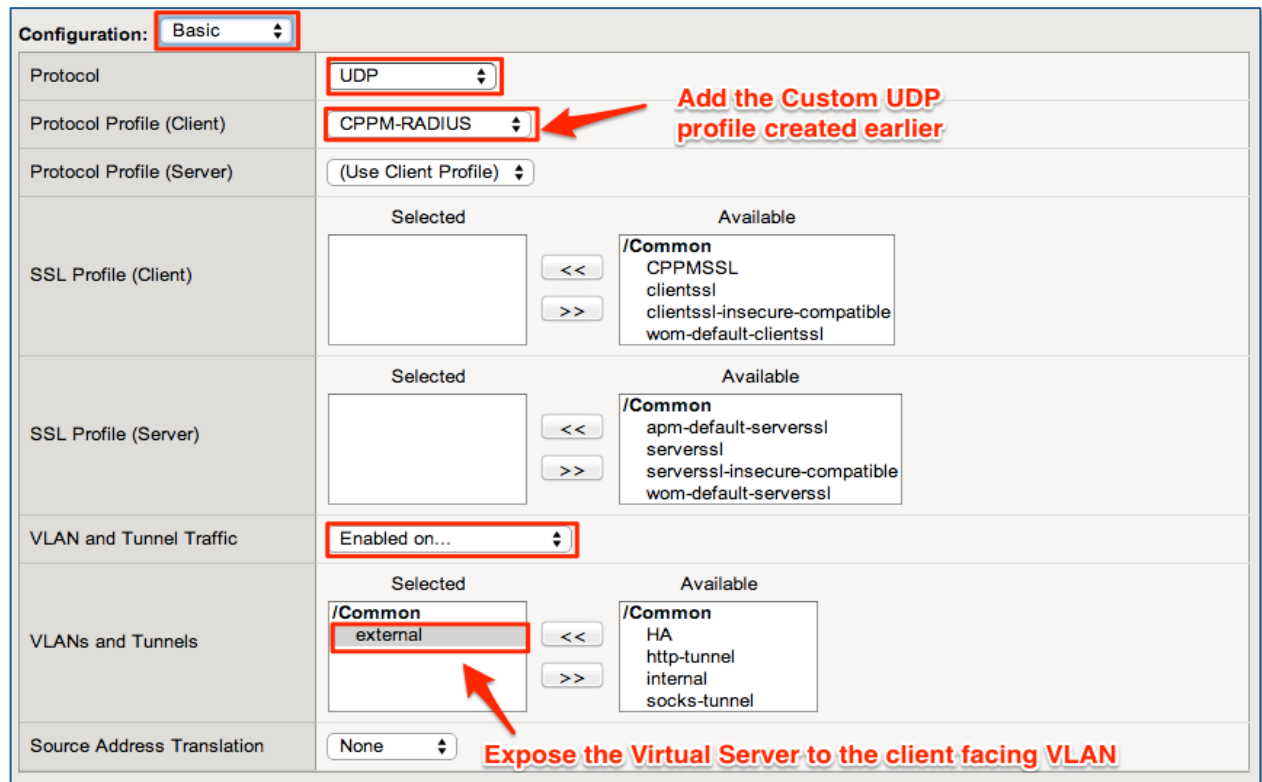 Configuration: Basic
Protocol UDP
Add the Custom UDP
profile created earlier
Protocol Profile (Client) CPPM-RADIUS
Protocol Profile (Server) (Use Client Profile)
Selected Available
SSL Profile (Client)
<<
>>
/Common
CPPMSSL
clientssl
clientssl-insecure-compatible
wom-default-clientssl
Selected Available
SSL Profile (Server)
<<
>>
/Common
apm-default-serverssl
serverssl
serverssl-insecure-compatible
wom-default-serverssl
VLAN and Tunnel Traffic Enabled on...
Selected Available
VLANs and Tunnels
/Common
external
<<
>>
/Common
HA
http-tunnel
internal
socks-tunnel
Source Address Translation None
Expose the Virtual Server to the client facing VLAN